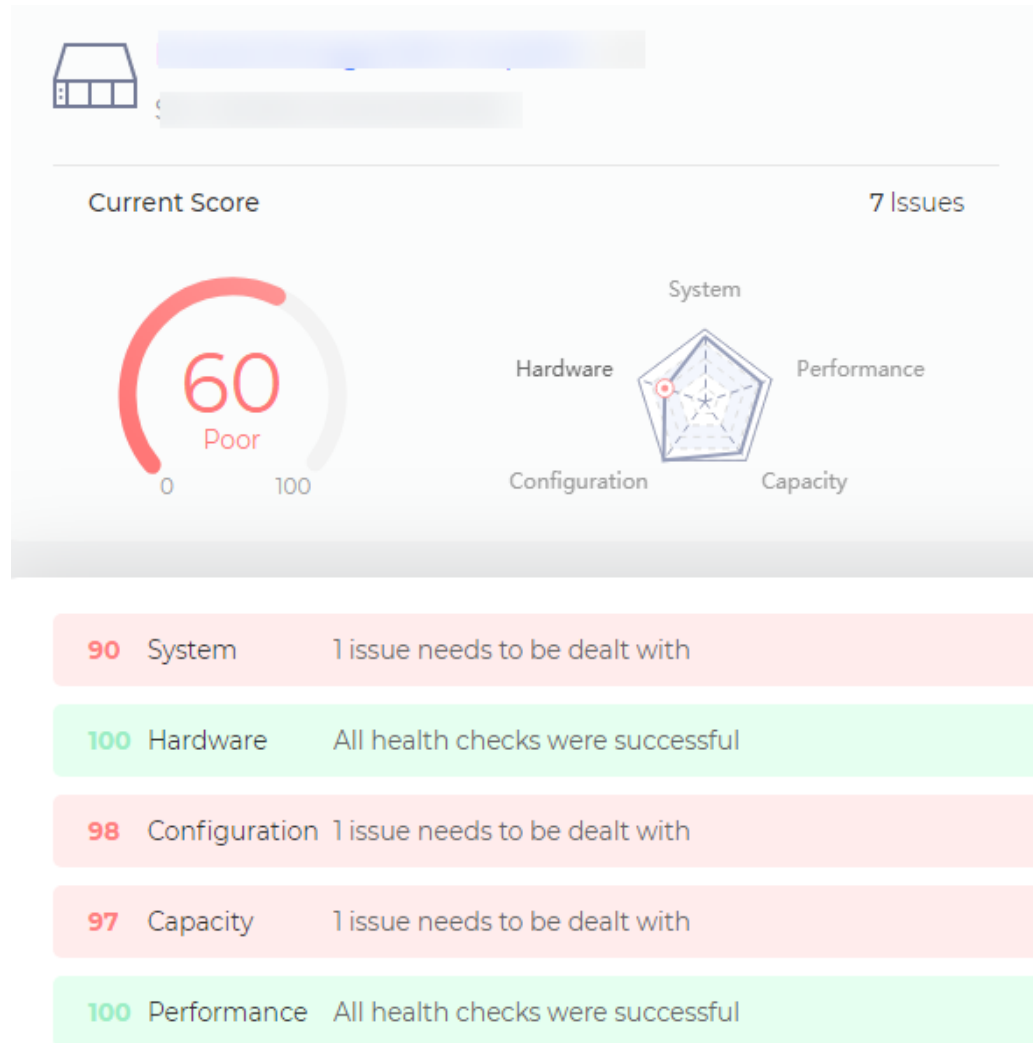 Current Score
7 Issues
System
Hardware
Performance
60
Poor
0
100
Configuration
Capacity
90 System 1 issue needs to be dealt with
100 Hardware All health checks were successful
98 Configuration 1 issue needs to be dealt with
97 Capacity 1 issue needs to be dealt with
100 Performance All health checks were successful